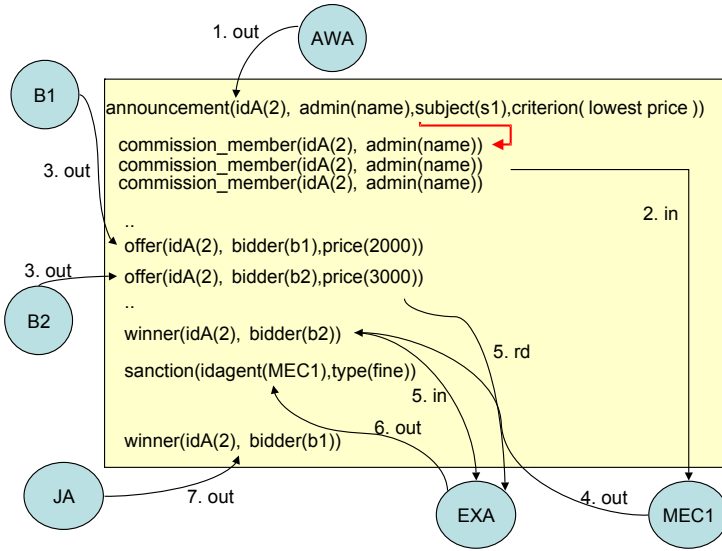 1. out
AWA
B1
announcement(idA(2), admin(name),subject(s1),criterion( lowest price ))
commission_member(idA(2), admin(name))
commission_member(idA(2), admin(name))
commission_member(idA(2), admin(name))
3. out
2. in
..
offer(idA(2), bidder(b1),price(2000))
3. out
offer(idA(2), bidder(b2),price(3000))
..
B2
winner(idA(2), bidder(b2))
5. rd
sanction(idagent(MEC1),type(fine))
5. in
6. out
winner(idA(2), bidder(b1))
JA
7. out
EXA
4. out
MEC1